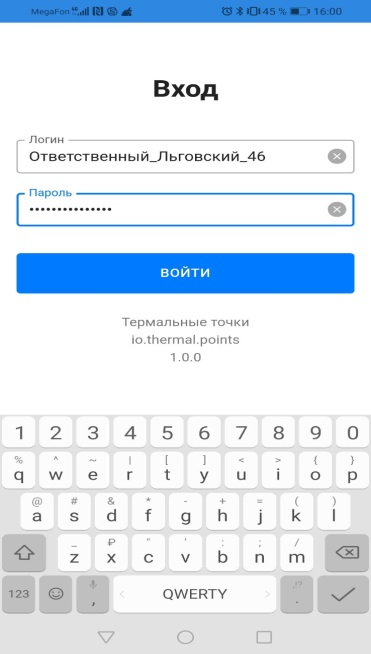 MegaFon 45 % 16:00
Вход
Логин
Ответственный_Льговский_46
Пароль
•••••••••••••••
ВОЙТИ
Термальные точки
io.thermal.points
1.0.0
1 2 3 4 5 6 7 8 9 0
% ^ ~ | [ ] < > { }
q w e r t y u i o p
@ # & * - + = ( )
a s d f g h j k l
_ ₽ " ' : ; /
z x c v b n m
123 , QWERTY .